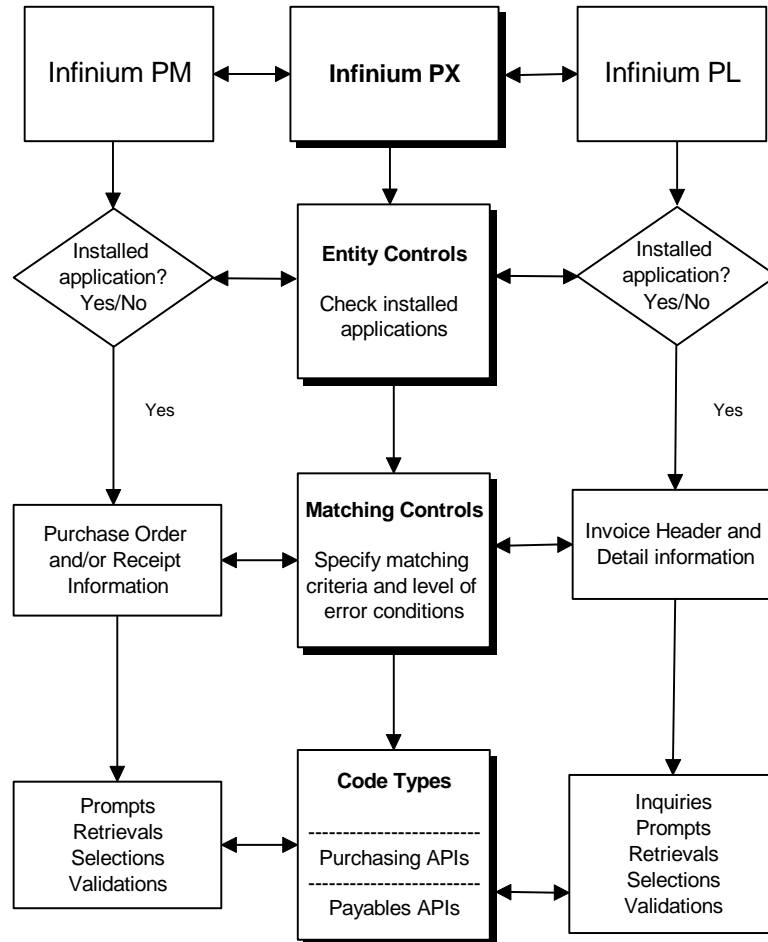 Infinium PM
Infinium PX
Infinium PL
Installed
application?
Yes/No
Entity Controls
Check installed
applications
Installed
application?
Yes/No
Yes
Yes
Purchase Order
and/or Receipt
Information
Matching Controls
Specify matching
criteria and level of
error conditions
Invoice Header and
Detail information
Prompts
Retrievals
Selections
Validations
Code Types
Purchasing APIs
Payables APIs
Inquiries
Prompts
Retrievals
Selections
Validations